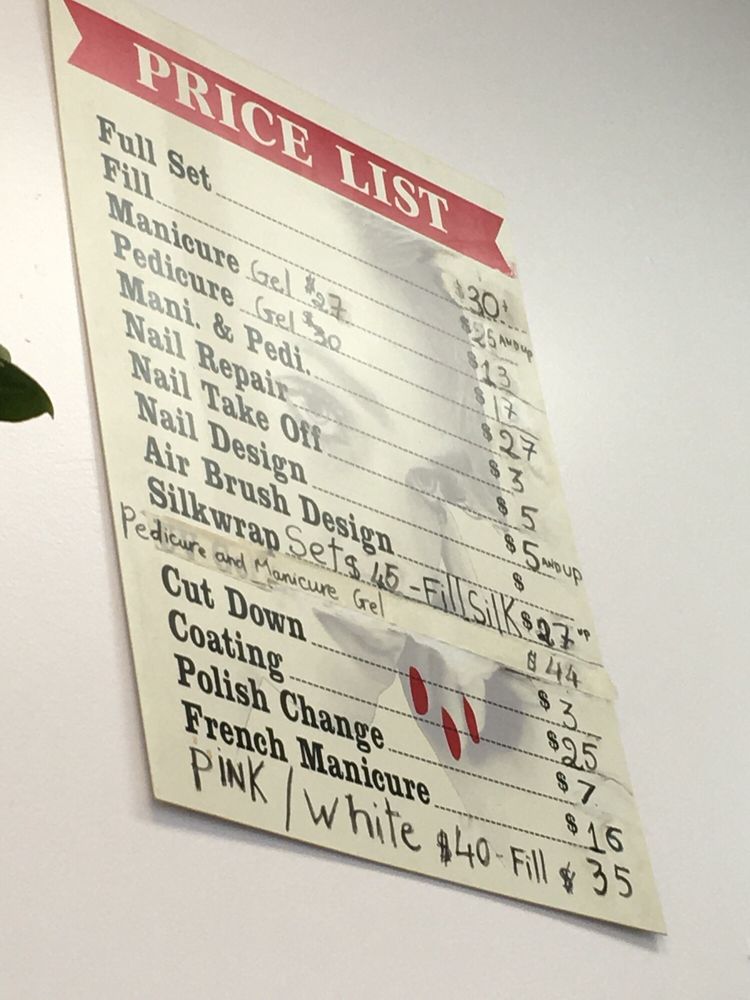 PRICE LIST
Full Set $30+
Fill $25 AND UP
Manicure Gel $27 $13
Pedicure Gel $30 $17
Mani. & Pedi. $27
Nail Repair $3
Nail Take Off $5
Nail Design $5 AND UP
Air Brush Design $
Silkwrap Set $45 - Fill Silk $27 UP
Pedicure and Manicure Gel $44
Cut Down $3
Coating $25
Polish Change $7
French Manicure $16
PiNK / White $40 - Fill $35